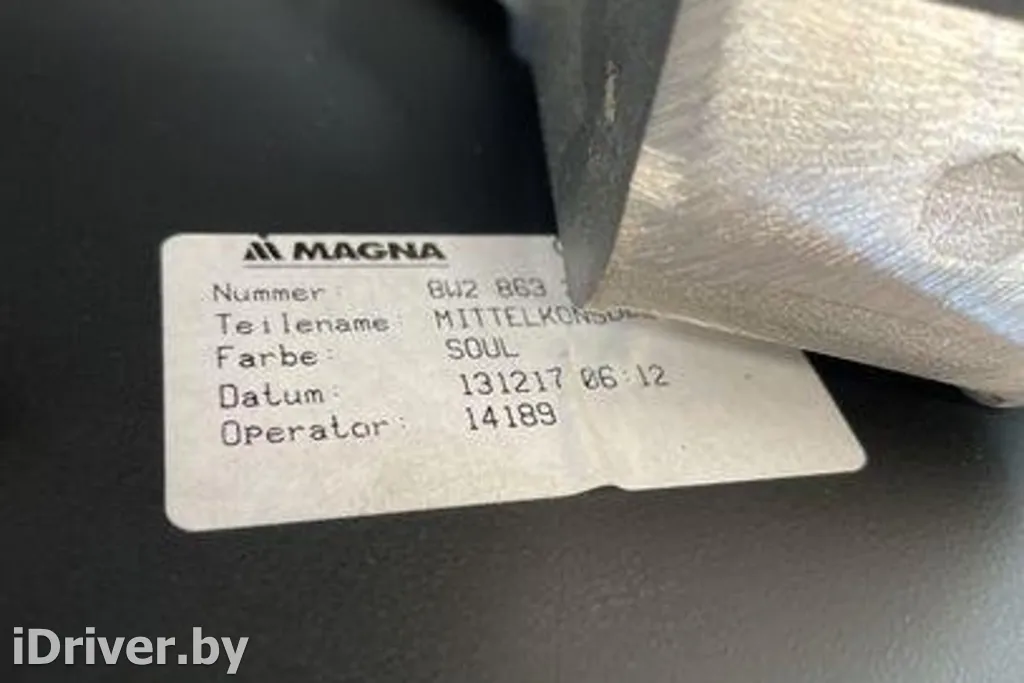 MAGNA
Nummer: 8W2 863
Teilename: MITTELKONSOLE
Farbe: SOUL
Datum: 131217 06:12
Operator: 14189
iDriver.by